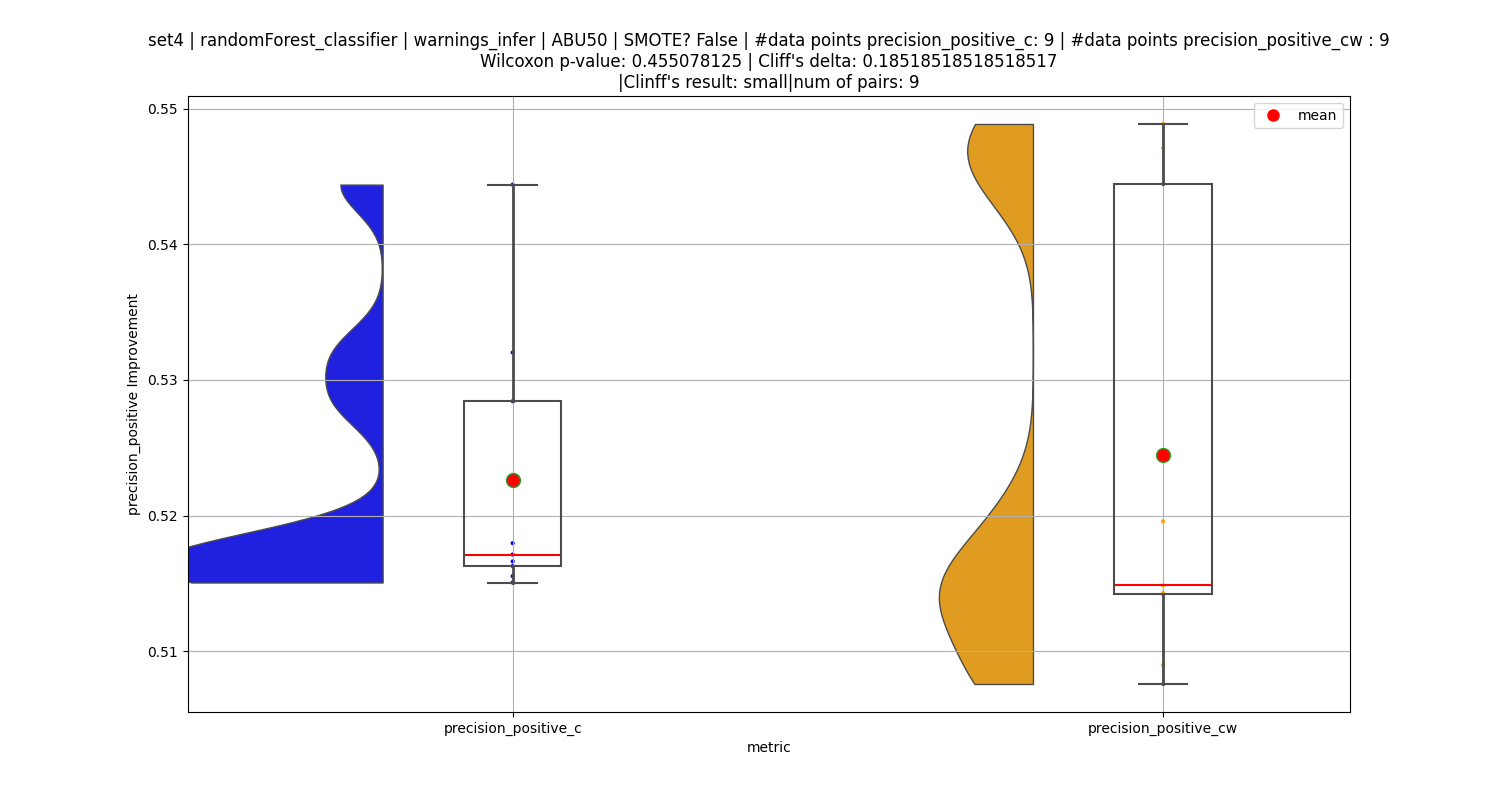 set4 | randomForest_classifier | warnings_infer | ABU50 | SMOTE? False | #data points precision_positive_c: 9 | #data points precision_positive_cw : 9
Wilcoxon p-value: 0.455078125 | Cliff's delta: 0.18518518518518517
|Clinff's result: small|num of pairs: 9
mean
precision_positive Improvement
0.55
0.54
0.53
0.52
0.51
precision_positive_c
precision_positive_cw
metric